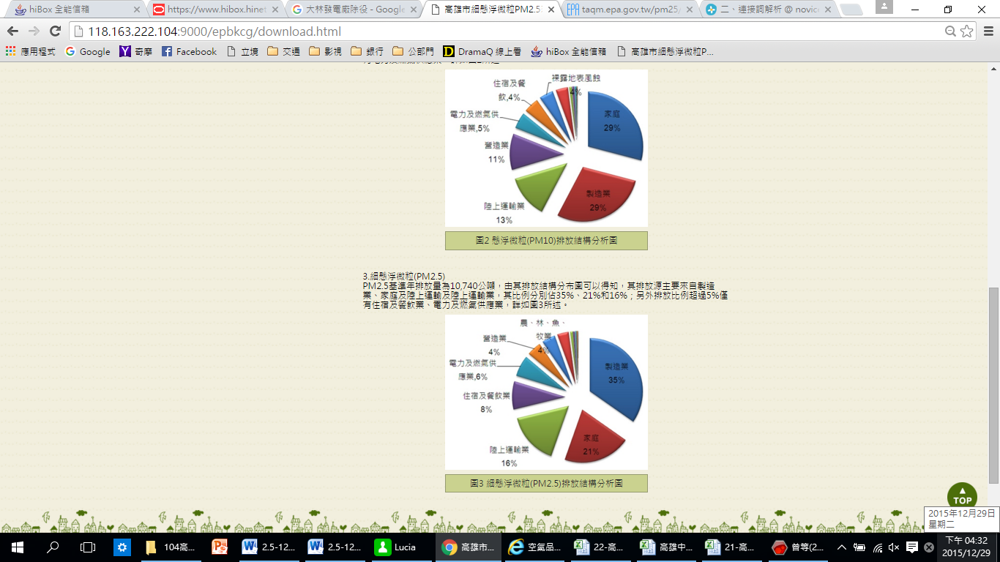 hiBox 全能信箱
https://www.hibox.hinet
大林發電廠除役 - Google
高雄市細懸浮微粒PM2.5
taqm.epa.gov.tw/pm25/
二、連接詞解析 @ novic
118.163.222.104:9000/epbkcg/download.html
應用程式
Google
奇摩
Facebook
立境
交通
影視
銀行
公部門
DramaQ 線上看
hiBox 全能信箱
高雄市細懸浮微粒P...
住宿及餐
飲,4%
裸露地表風蝕
4%
電力及燃氣供
應業,5%
家庭
29%
營造業
11%
製造業
29%
陸上運輸業
13%
圖2 懸浮微粒(PM10)排放結構分析圖
3.細懸浮微粒(PM2.5)
PM2.5基準年排放量為10,740公噸，由其排放結構分布圖可以得知，其排放源主要來自製造
業、家庭及陸上運輸及陸上運輸業，其比例分別佔35%、21%和16%；另外排放比例超過5%僅
有住宿及餐飲業、電力及燃氣供應業，詳如圖3所述。
農、林、魚、
牧業
4%
營造業
4%
電力及燃氣供
應業,6%
製造業
35%
住宿及餐飲業
8%
家庭
21%
陸上運輸業
16%
圖3 細懸浮微粒(PM2.5)排放結構分析圖
TOP
2015年12月29日
星期二
104高...
2.5-12...
2.5-12...
Lucia
高雄市...
空氣品...
22-高...
高雄中...
21-高...
曾等(2...
下午 04:32
2015/12/29